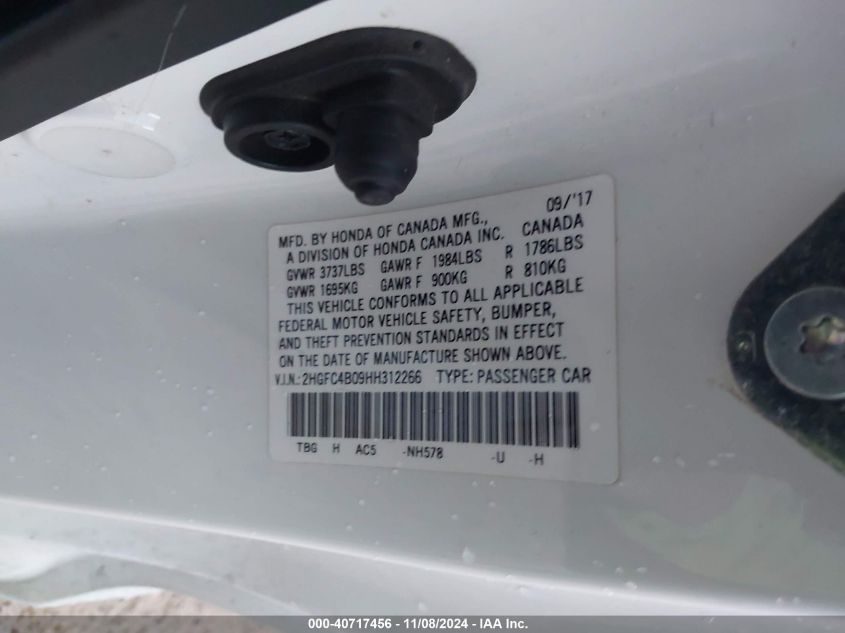 09/'17
MFD. BY HONDA OF CANADA MFG.,
A DIVISION OF HONDA CANADA INC. CANADA
GVWR 3737LBS GAWR F 1984LBS R 1786LBS
GVWR 1695KG GAWR F 900KG R 810KG
THIS VEHICLE CONFORMS TO ALL APPLICABLE
FEDERAL MOTOR VEHICLE SAFETY, BUMPER,
AND THEFT PREVENTION STANDARDS IN EFFECT
ON THE DATE OF MANUFACTURE SHOWN ABOVE.
V.I.N.: 2HGFC4B09HH312266 TYPE: PASSENGER CAR
TBG H AC5 -NH578 -U -H
000-40717456 - 11/08/2024 - IAA Inc.